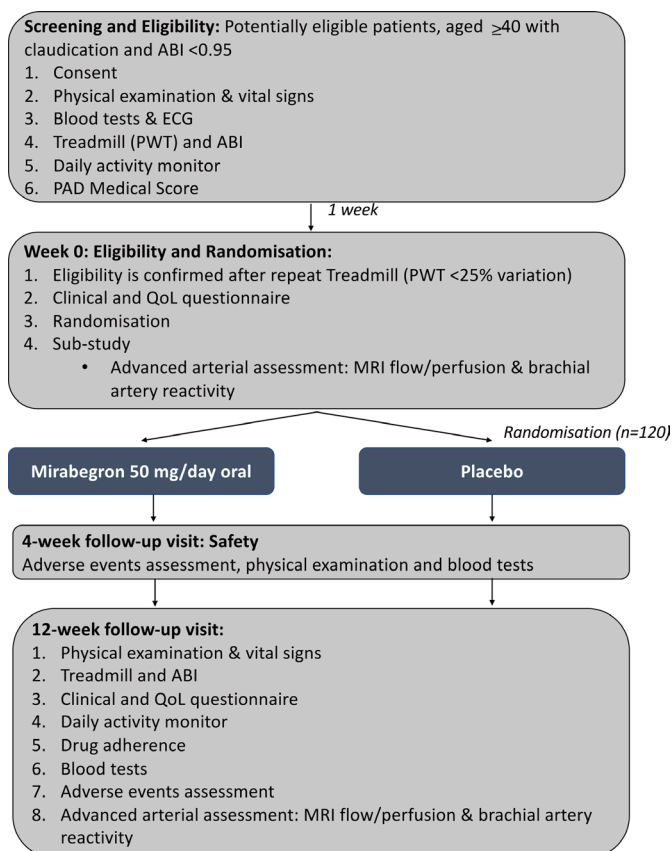 Screening and Eligibility: Potentially eligible patients, aged ≥40 with
claudication and ABI <0.95
1. Consent
2. Physical examination & vital signs
3. Blood tests & ECG
4. Treadmill (PWT) and ABI
5. Daily activity monitor
6. PAD Medical Score
1 week
Week 0: Eligibility and Randomisation:
1. Eligibility is confirmed after repeat Treadmill (PWT <25% variation)
2. Clinical and QoL questionnaire
3. Randomisation
4. Sub-study
• Advanced arterial assessment: MRI flow/perfusion & brachial
artery reactivity
Randomisation (n=120)
Mirabegron 50 mg/day oral
Placebo
4-week follow-up visit: Safety
Adverse events assessment, physical examination and blood tests
12-week follow-up visit:
1. Physical examination & vital signs
2. Treadmill and ABI
3. Clinical and QoL questionnaire
4. Daily activity monitor
5. Drug adherence
6. Blood tests
7. Adverse events assessment
8. Advanced arterial assessment: MRI flow/perfusion & brachial artery
reactivity